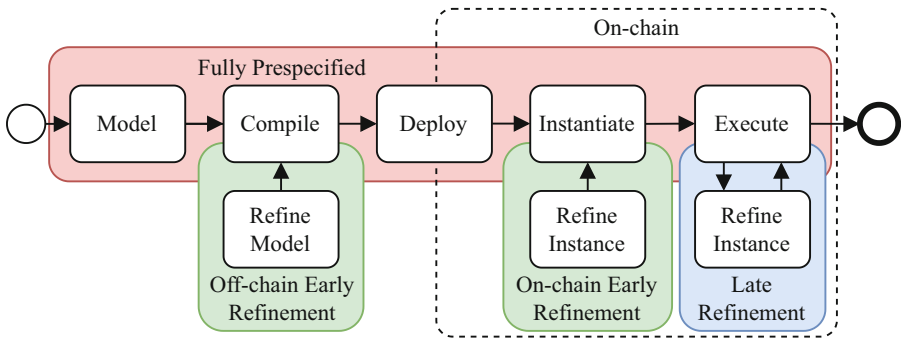 On-chain
Fully Prespecified
Model
Compile
Deploy
Instantiate
Execute
Refine
Model
Refine
Instance
Refine
Instance
Off-chain Early
Refinement
On-chain Early
Refinement
Late
Refinement